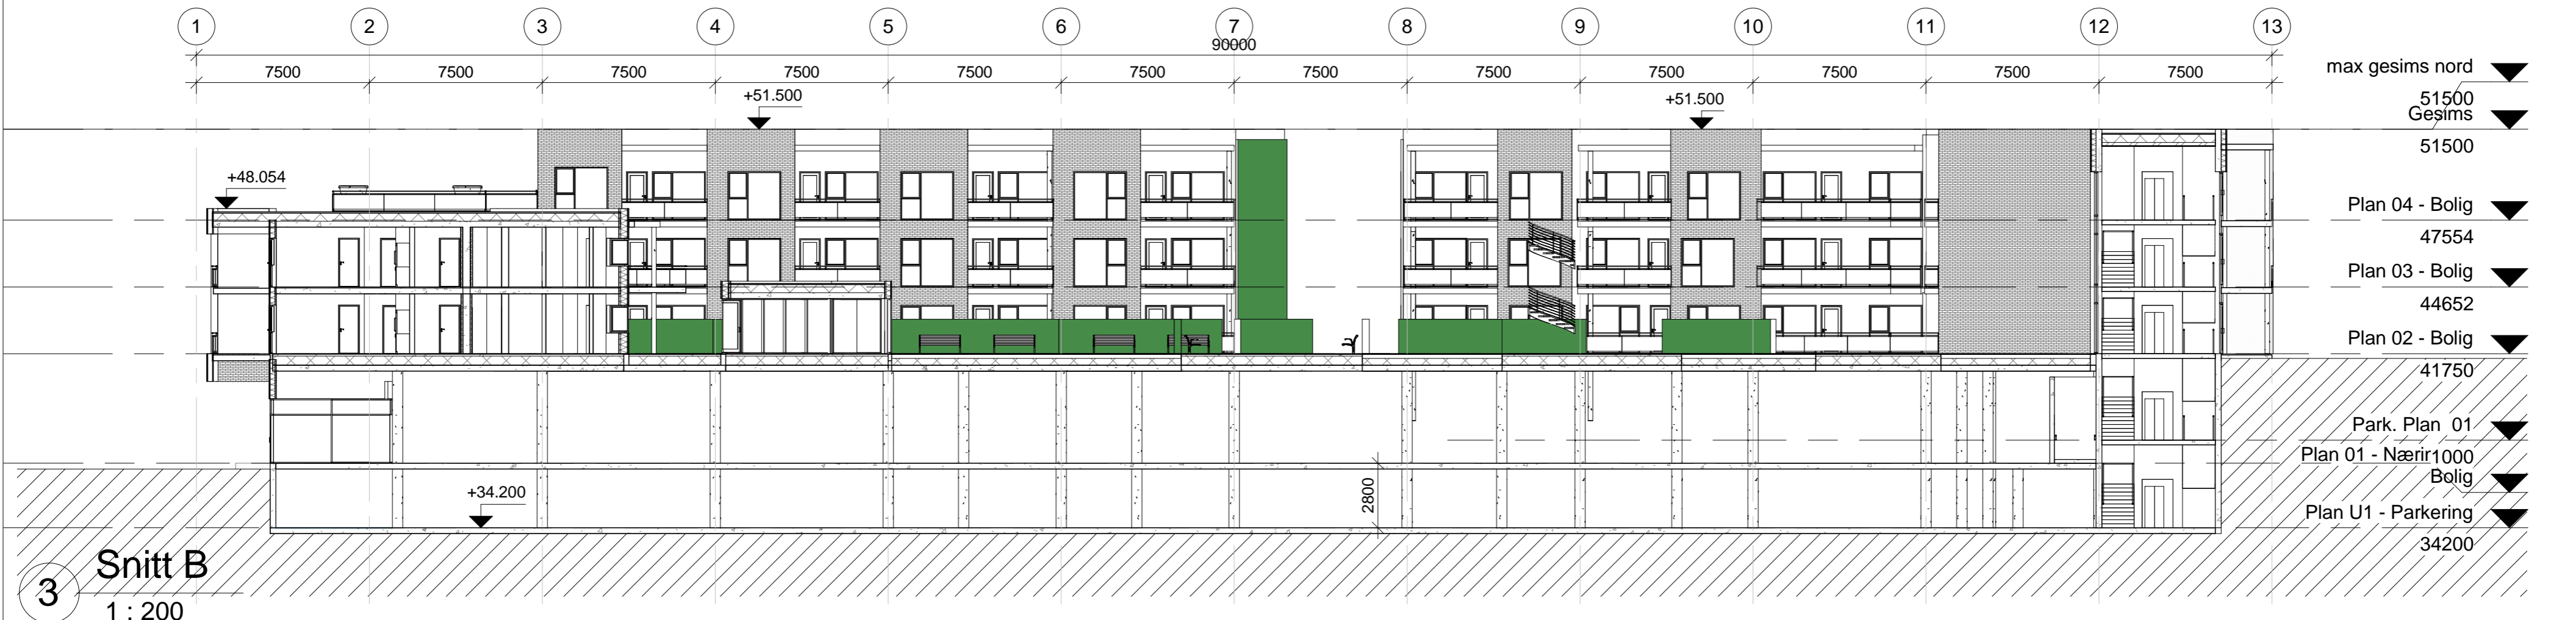 1 2 3 4 5 6 7 8 9 10 11 12 13
90000
7500 7500 7500 7500 7500 7500 7500 7500 7500 7500 7500 7500
max gesims nord
51500
+51.500 +51.500
Gesims
51500
+48.054
Plan 04 - Bolig
47554
Plan 03 - Bolig
44652
Plan 02 - Bolig
41750
Park. Plan 01
Plan 01 - Nærin
1000
Bolig
+34.200
2800
Plan U1 - Parkering
34200
3 Snitt B
1 : 200